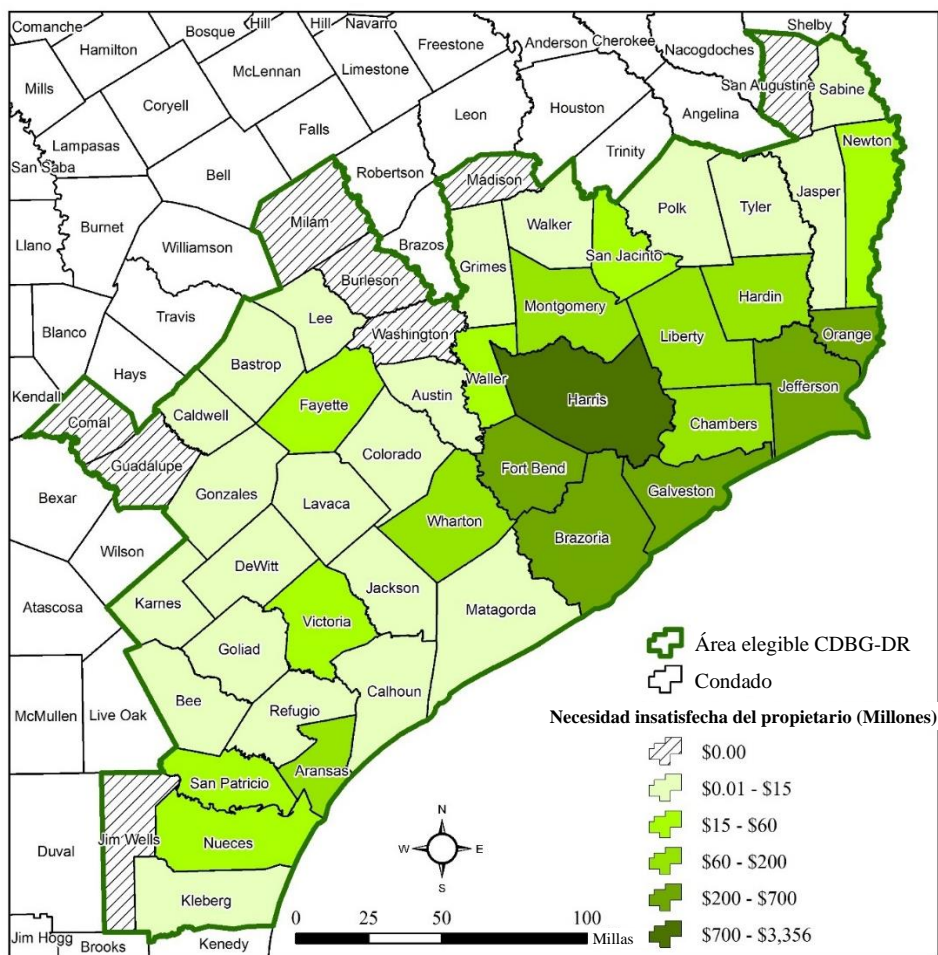 Comanche
Hamilton
Bosque
Hill
Hill
Navarro
Freestone
Anderson
Cherokee
Nacogdoches
Shelby
Mills
McLennan
Limestone
San Augustine
Sabine
Coryell
Leon
Houston
Angelina
Lampasas
Falls
San Saba
Newton
Bell
Robertson
Trinity
Madison
Jasper
Burnet
Milam
Polk
Tyler
Llano
Williamson
Brazos
Walker
San Jacinto
Grimes
Burleson
Hardin
Blanco
Travis
Lee
Washington
Montgomery
Liberty
Orange
Bastrop
Kendall
Hays
Waller
Jefferson
Caldwell
Fayette
Austin
Harris
Comal
Chambers
Guadalupe
Colorado
Bexar
Fort Bend
Gonzales
Lavaca
Galveston
Wharton
Brazoria
Wilson
DeWitt
Jackson
Atascosa
Karnes
Matagorda
Victoria
Goliad
Calhoun
Bee
Refugio
McMullen
Live Oak
Aransas
San Patricio
Jim Wells
Nueces
Duval
Kleberg
Jim Hogg
Brooks
Kenedy
N
W
E
S
0
25
50
100
Millas
Área elegible CDBG-DR
Condado
Necesidad insatisfecha del propietario (Millones)
$0.00
$0.01 - $15
$15 - $60
$60 - $200
$200 - $700
$700 - $3,356